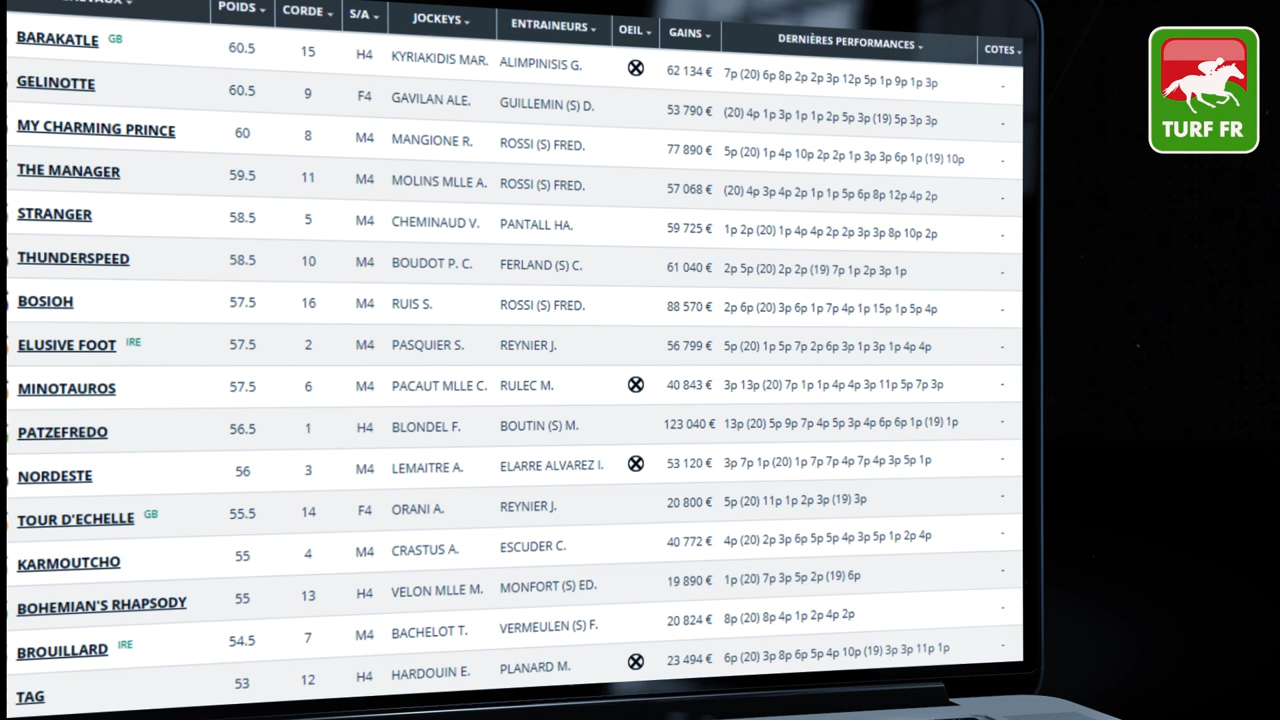 POIDS CORDE S/A JOCKEYS ENTRAINEURS OEIL GAINS DERNIÈRES PERFORMANCES COTES
BARAKATLE GB 60.5 15 H4 KYRIAKIDIS MAR. ALIMPINISIS G. 62 134 € 7p (20) 6p 8p 2p 2p 3p 12p 5p 1p 9p 1p 3p -
GELINOTTE 60.5 9 F4 GAVILAN ALE. GUILLEMIN (S) D. 53 790 € (20) 4p 1p 3p 1p 1p 2p 5p 3p (19) 5p 3p 3p -
MY CHARMING PRINCE 60 8 M4 MANGIONE R. ROSSI (S) FRED. 77 890 € 5p (20) 1p 4p 10p 2p 2p 1p 3p 3p 6p 1p (19) 10p -
THE MANAGER 59.5 11 M4 MOLINS MLLE A. ROSSI (S) FRED. 57 068 € (20) 4p 3p 4p 2p 1p 1p 5p 6p 8p 12p 4p 2p -
STRANGER 58.5 5 M4 CHEMINAUD V. PANTALL HA. 59 725 € 1p 2p (20) 1p 4p 4p 2p 2p 3p 3p 8p 10p 2p -
THUNDERSPEED 58.5 10 M4 BOUDOT P. C. FERLAND (S) C. 61 040 € 2p 5p (20) 2p 2p (19) 7p 1p 2p 3p 1p -
BOSIOH 57.5 16 M4 RUIS S. ROSSI (S) FRED. 88 570 € 2p 6p (20) 3p 6p 1p 7p 4p 1p 15p 1p 5p 4p -
ELUSIVE FOOT IRE 57.5 2 M4 PASQUIER S. REYNIER J. 56 799 € 5p (20) 1p 5p 7p 2p 6p 3p 1p 3p 1p 4p 4p -
MINOTAUROS 57.5 6 M4 PACAUT MLLE C. RULEC M. 40 843 € 3p 13p (20) 7p 1p 1p 4p 4p 3p 11p 5p 7p 3p -
PATZEFREDO 56.5 1 H4 BLONDEL F. BOUTIN (S) M. 123 040 € 13p (20) 5p 9p 7p 4p 5p 3p 4p 6p 6p 1p (19) 1p -
NORDESTE 56 3 M4 LEMAITRE A. ELARRE ALVAREZ I. 53 120 € 3p 7p 1p (20) 1p 7p 7p 4p 7p 4p 3p 5p 1p -
TOUR D'ECHELLE GB 55.5 14 F4 ORANI A. REYNIER J. 20 800 € 5p (20) 11p 1p 2p 3p (19) 3p -
KARMOUTCHO 55 4 M4 CRASTUS A. ESCUDER C. 40 772 € 4p (20) 2p 3p 6p 5p 5p 4p 3p 5p 1p 2p 4p -
BOHEMIAN'S RHAPSODY 55 13 H4 VELON MLLE M. MONFORT (S) ED. 19 890 € 1p (20) 7p 3p 5p 2p (19) 6p -
BROUILLARD IRE 54.5 7 M4 BACHELOT T. VERMEULEN (S) F. 20 824 € 8p (20) 8p 4p 1p 2p 4p 2p -
TAG 53 12 H4 HARDOUIN E. PLANARD M. 23 494 € 6p (20) 3p 8p 6p 5p 4p 10p (19) 3p 3p 11p 1p -
TURF FR